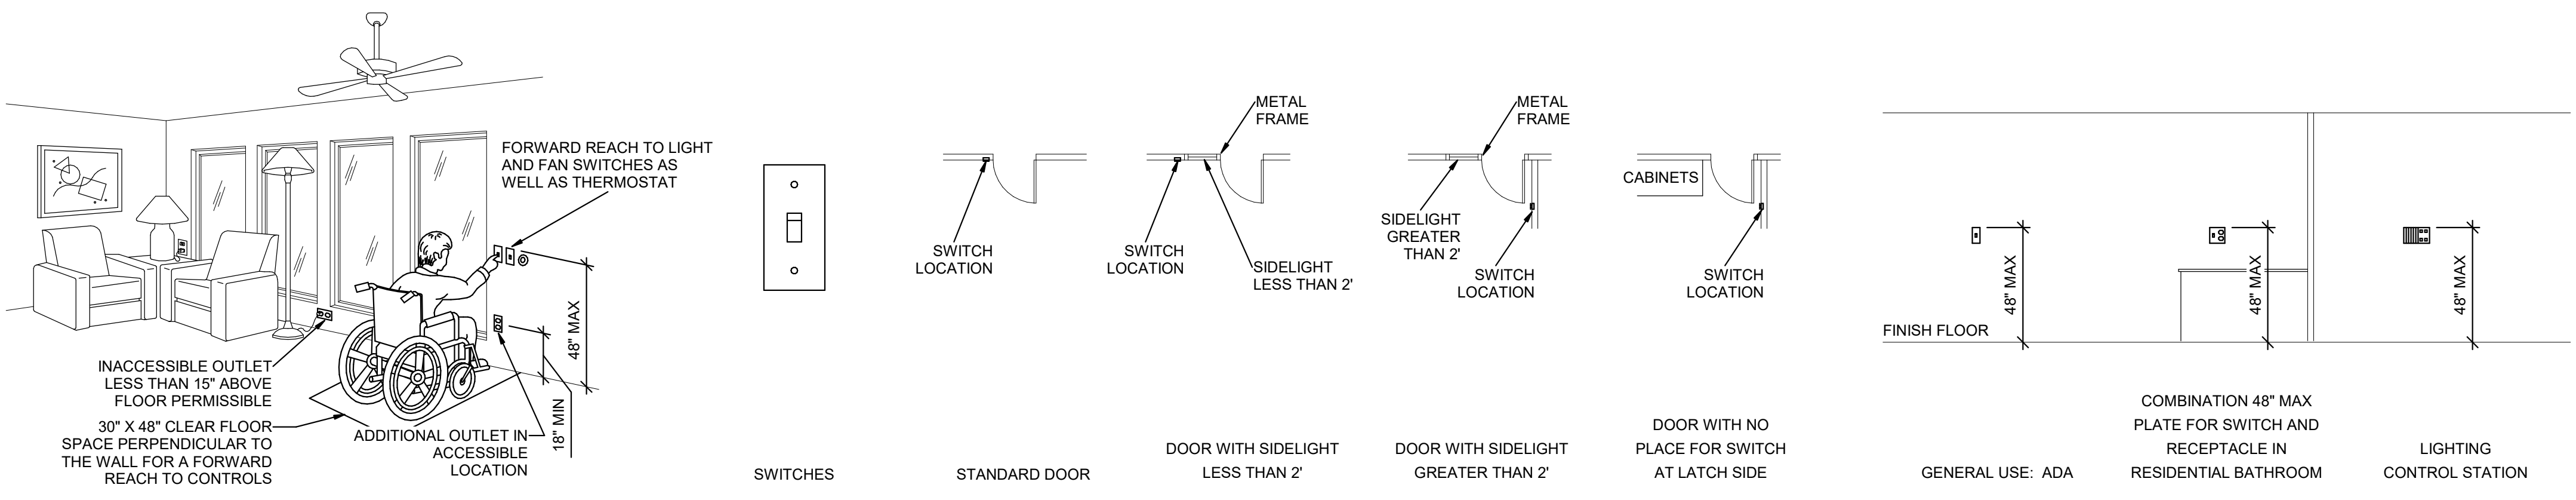 FORWARD REACH TO LIGHT
AND FAN SWITCHES AS
WELL AS THERMOSTAT
48" MAX
18" MIN
INACCESSIBLE OUTLET
LESS THAN 15" ABOVE
FLOOR PERMISSIBLE
30" X 48" CLEAR FLOOR
SPACE PERPENDICULAR TO
THE WALL FOR A FORWARD
REACH TO CONTROLS
ADDITIONAL OUTLET IN
ACCESSIBLE
LOCATION
SWITCHES
SWITCH
LOCATION
STANDARD DOOR
METAL
FRAME
SWITCH
LOCATION
SIDELIGHT
LESS THAN 2'
DOOR WITH SIDELIGHT
LESS THAN 2'
METAL
FRAME
SIDELIGHT
GREATER
THAN 2'
SWITCH
LOCATION
DOOR WITH SIDELIGHT
GREATER THAN 2'
CABINETS
SWITCH
LOCATION
DOOR WITH NO
PLACE FOR SWITCH
AT LATCH SIDE
FINISH FLOOR
48" MAX
GENERAL USE: ADA
48" MAX
COMBINATION 48" MAX
PLATE FOR SWITCH AND
RECEPTACLE IN
RESIDENTIAL BATHROOM
48" MAX
LIGHTING
CONTROL STATION